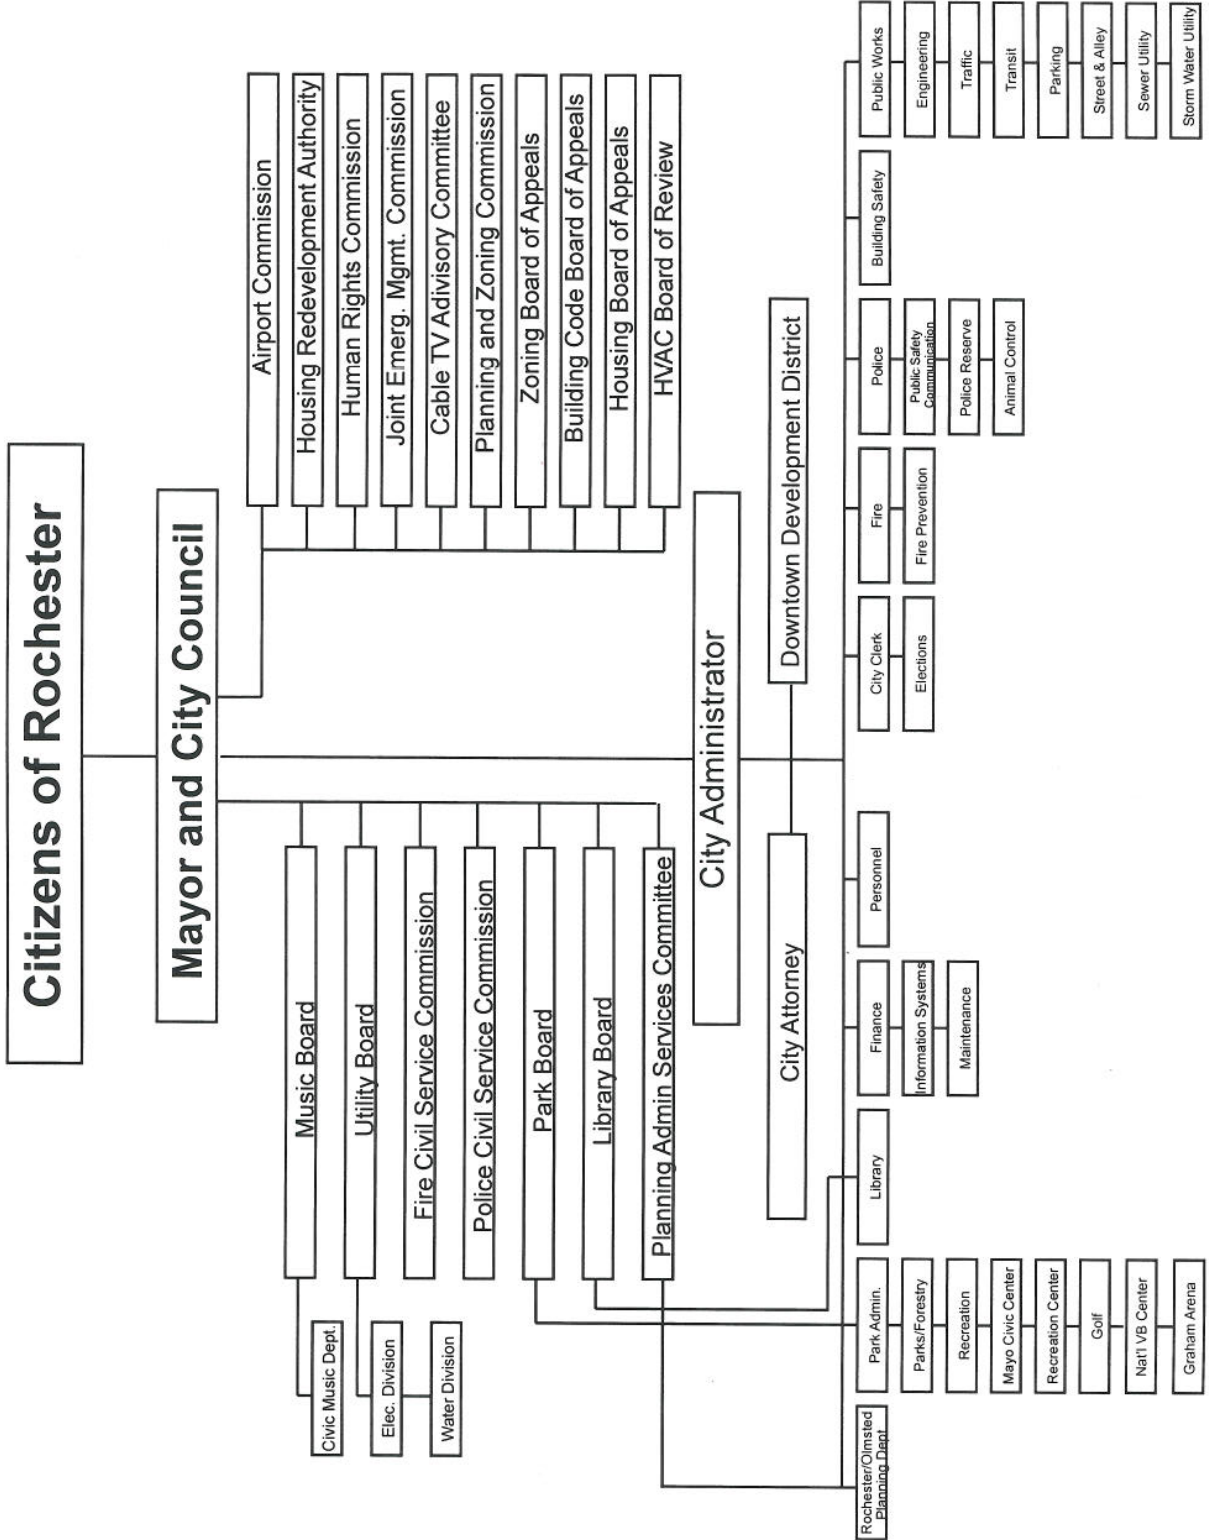 Citizens of Rochester
Mayor and City Council
Music Board
Civic Music Dept.
Utility Board
Elec. Division
Water Division
Fire Civil Service Commission
Police Civil Service Commission
Park Board
Library Board
Planning Admin Services Committee
Airport Commission
Housing Redevelopment Authority
Human Rights Commission
Joint Emerg. Mgmt. Commission
Cable TV Adivisory Committee
Planning and Zoning Commission
Zoning Board of Appeals
Building Code Board of Appeals
Housing Board of Appeals
HVAC Board of Review
City Administrator
City Attorney
Downtown Development District
Rochester/Olmsted
Planning Dept
Park Admin.
Parks/Forestry
Recreation
Mayo Civic Center
Recreation Center
Golf
Nat'l VB Center
Graham Arena
Library
Finance
Information Systems
Maintenance
Personnel
City Clerk
Elections
Fire
Fire Prevention
Police
Public Safety
Communication
Police Reserve
Animal Control
Building Safety
Public Works
Engineering
Traffic
Transit
Parking
Street & Alley
Sewer Utility
Storm Water Utility